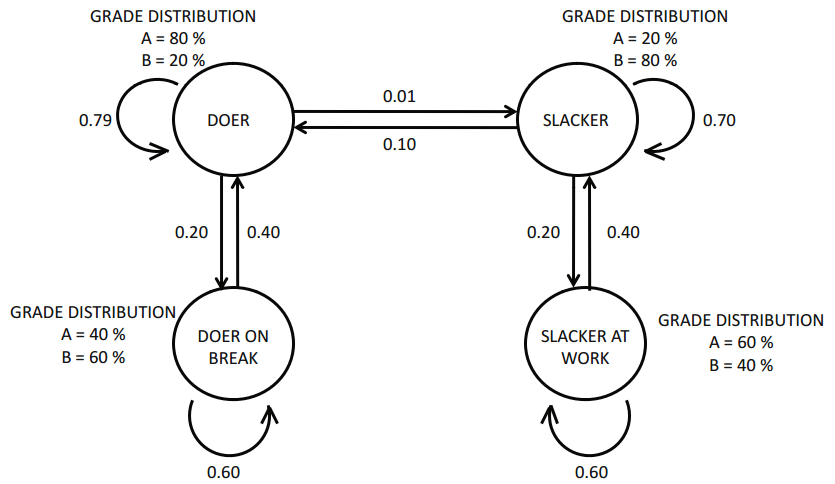 GRADE DISTRIBUTION
A = 80 %
B = 20 %
GRADE DISTRIBUTION
A = 20 %
B = 80 %
0.79
DOER
0.01
0.10
SLACKER
0.70
0.20
0.40
0.20
0.40
GRADE DISTRIBUTION
A = 40 %
B = 60 %
DOER ON
BREAK
SLACKER AT
WORK
GRADE DISTRIBUTION
A = 60 %
B = 40 %
0.60
0.60